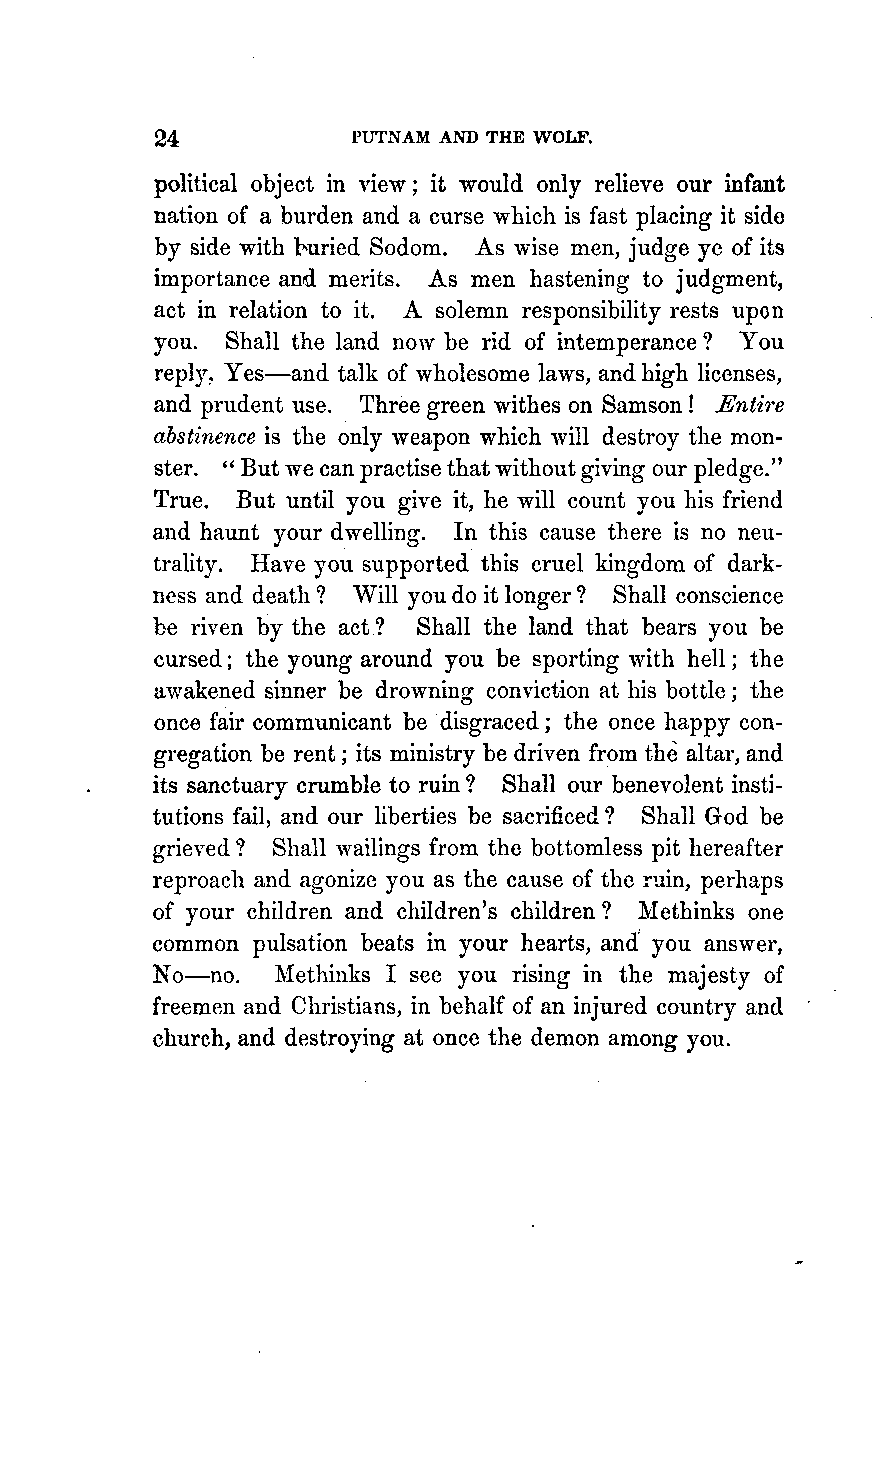 24 PUTNAM AND THE WOLF.
political object in view; it would only relieve our infant
nation of a burden and a curse which is fast placing it side
by side with buried Sodom. As wise men, judge ye of its
importance and merits. As men hastening to judgment,
act in relation to it. A solemn responsibility rests upon
you. Shall the land now be rid of intemperance? You
reply, Yes—and talk of wholesome laws, and high licenses,
and prudent use. Three green withes on Samson! Entire
abstinence is the only weapon which will destroy the mon-
ster. "But we can practise that without giving our pledge."
True. But until you give it, he will count you his friend
and haunt your dwelling. In this cause there is no neu-
trality. Have you supported this cruel kingdom of dark-
ness and death? Will you do it longer? Shall conscience
be riven by the act? Shall the land that bears you be
cursed; the young around you be sporting with hell; the
awakened sinner be drowning conviction at his bottle; the
once fair communicant be disgraced; the once happy con-
gregation be rent; its ministry be driven from the altar, and
its sanctuary crumble to ruin? Shall our benevolent insti-
tutions fail, and our liberties be sacrificed? Shall God be
grieved? Shall wailings from the bottomless pit hereafter
reproach and agonize you as the cause of the ruin, perhaps
of your children and children's children? Methinks one
common pulsation beats in your hearts, and you answer,
No—no. Methinks I see you rising in the majesty of
freemen and Christians, in behalf of an injured country and
church, and destroying at once the demon among you.